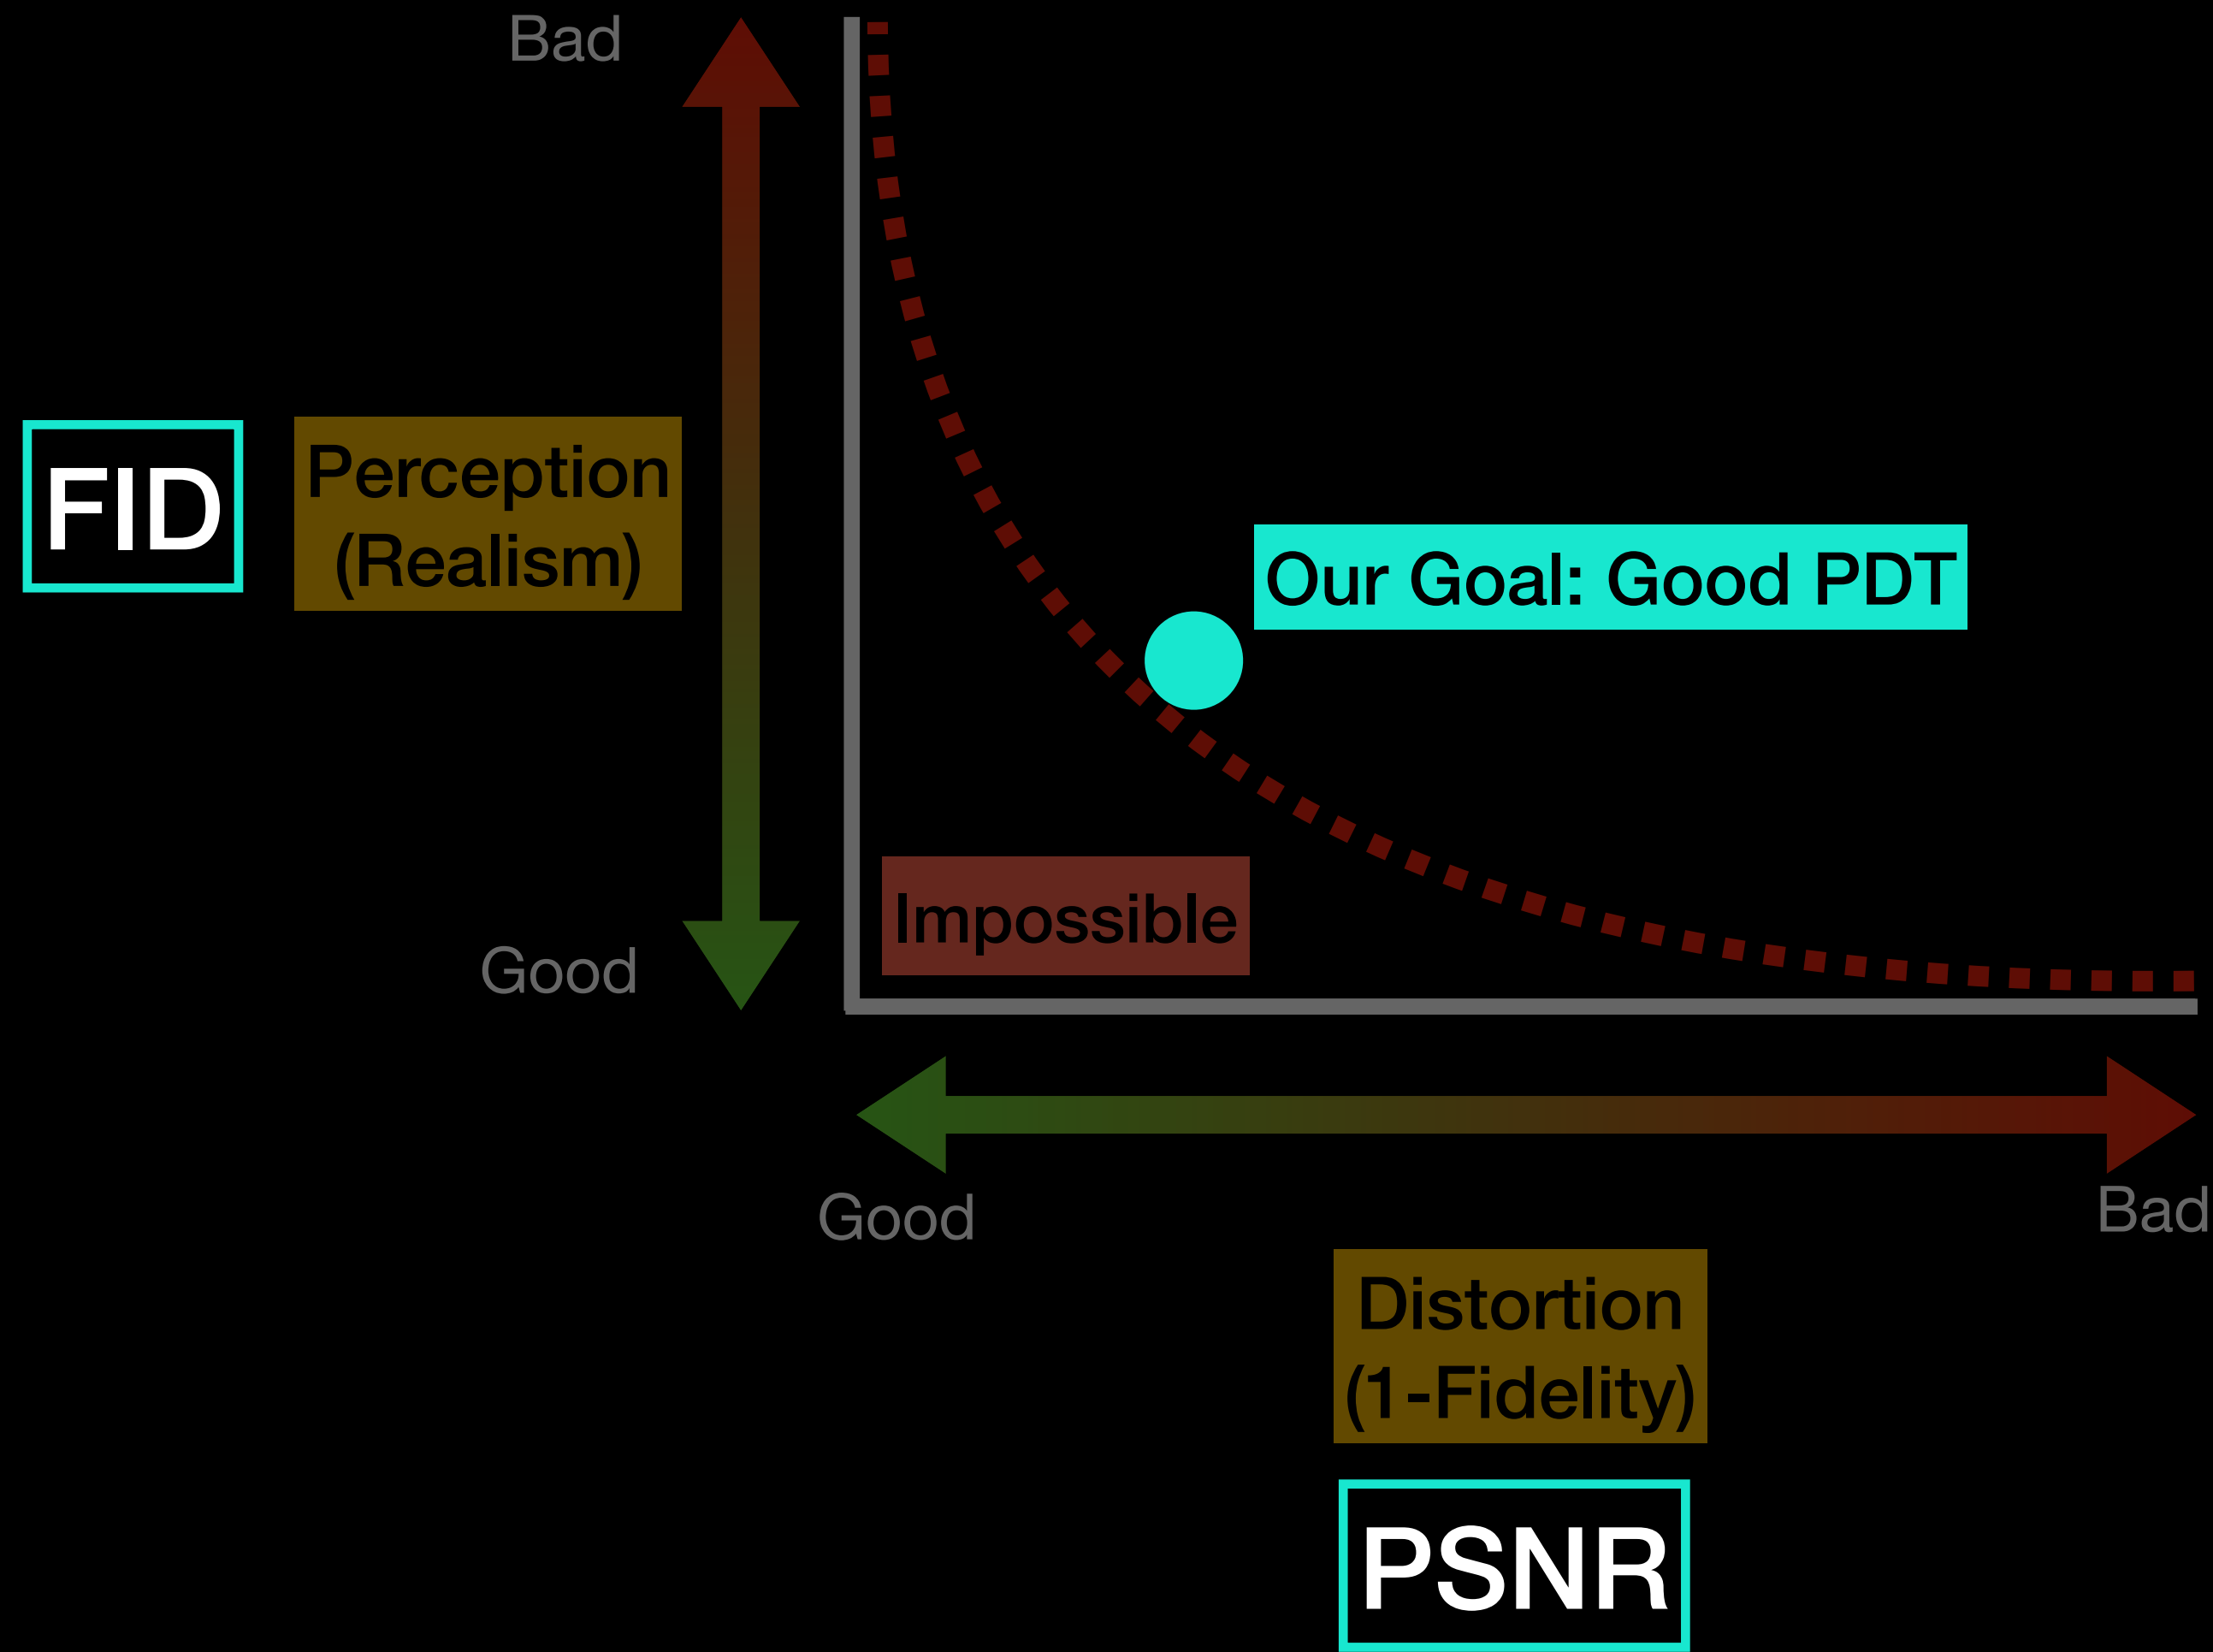 Bad
FID
Perception
(Realism)
Our Goal: Good PDT
Impossible
Good
Good
Bad
Distortion
(1-Fidelity)
PSNR